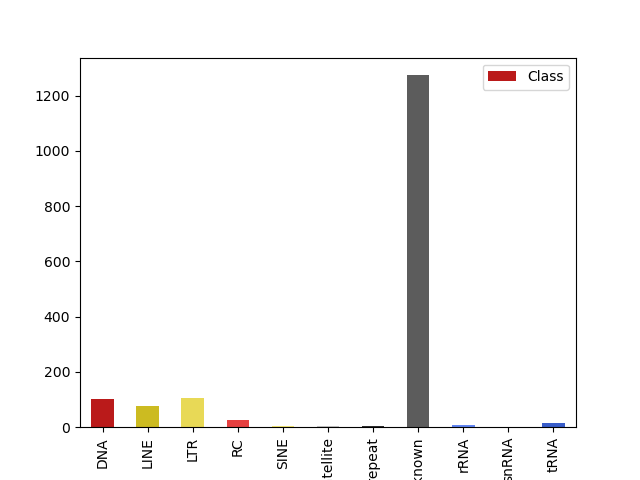 1200
1000
800
600
400
200
0
Class
DNA
LINE
LTR
RC
SINE
tellite
repeat
known
rRNA
snRNA
tRNA